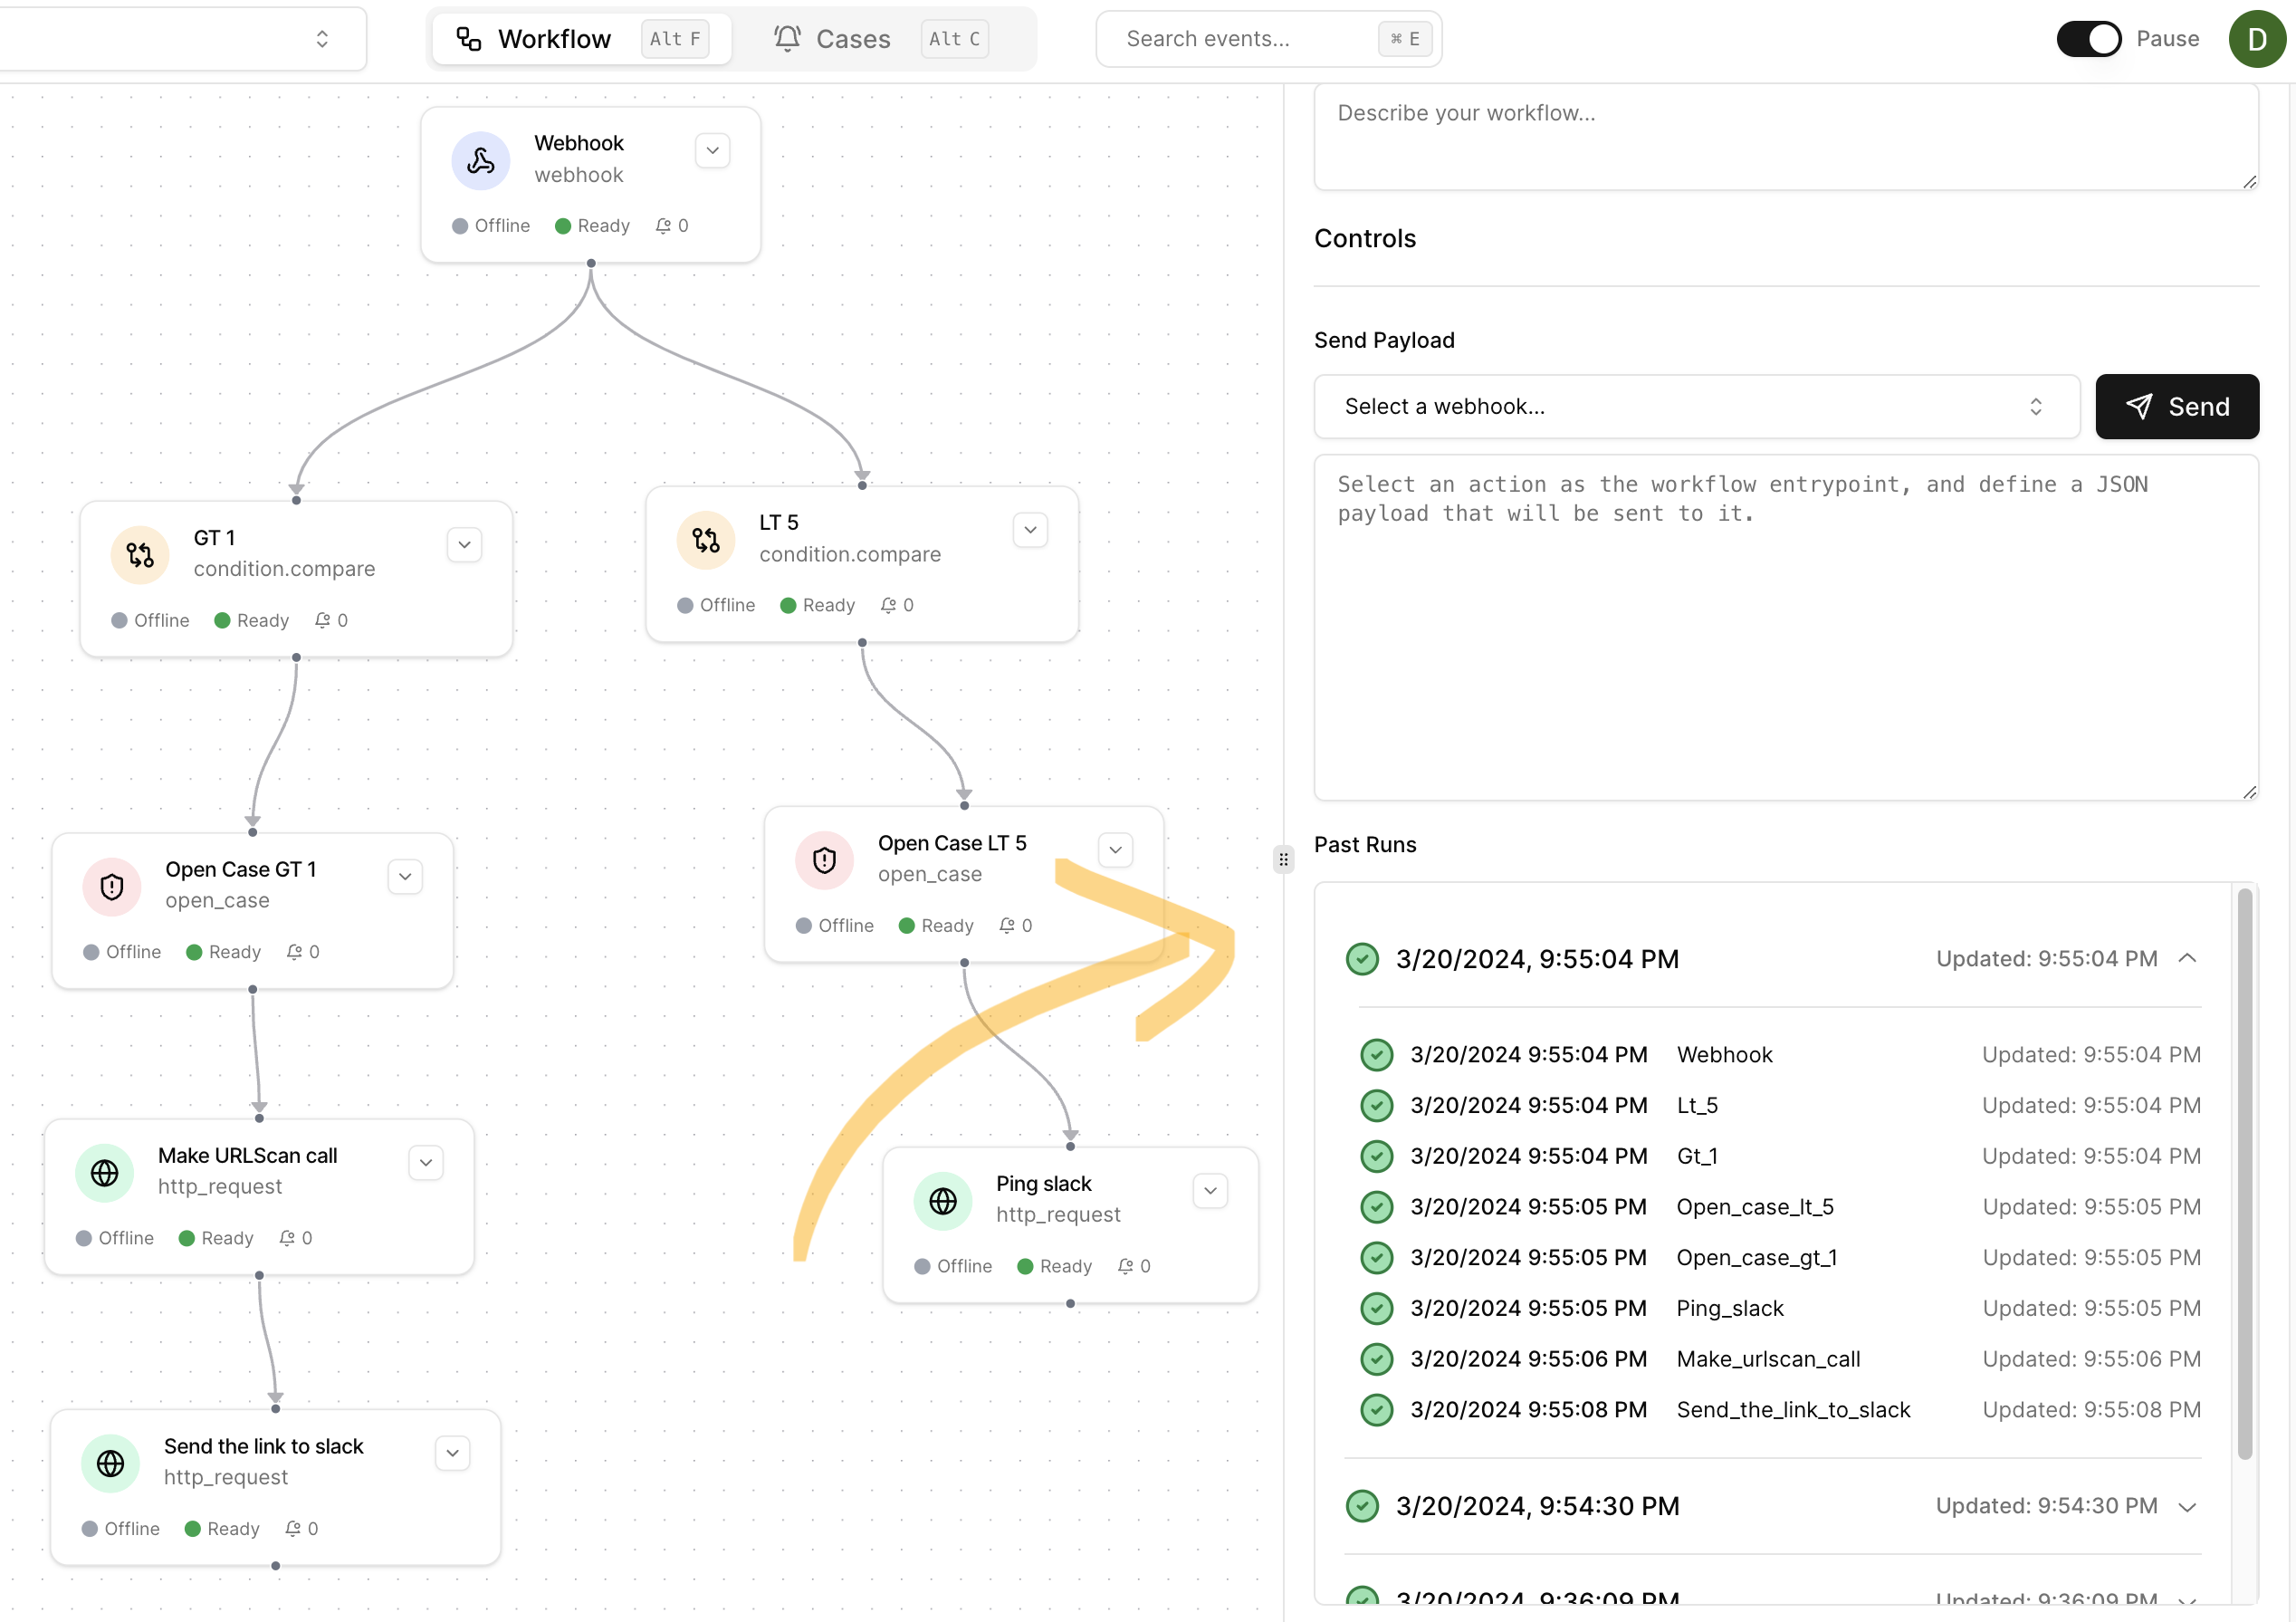 Workflow Alt F Cases Alt C Search events... ⌘ E Pause D
Webhook
webhook
Offline Ready 0
GT 1
condition.compare
Offline Ready 0
LT 5
condition.compare
Offline Ready 0
Open Case GT 1
open_case
Offline Ready 0
Open Case LT 5
open_case
Offline Ready 0
Make URLScan call
http_request
Offline Ready 0
Ping slack
http_request
Offline Ready 0
Send the link to slack
http_request
Offline Ready 0
Describe your workflow...
Controls
Send Payload
Select a webhook... Send
Select an action as the workflow entrypoint, and define a JSON
payload that will be sent to it.
Past Runs
3/20/2024, 9:55:04 PM Updated: 9:55:04 PM
3/20/2024 9:55:04 PM Webhook Updated: 9:55:04 PM
3/20/2024 9:55:04 PM Lt_5 Updated: 9:55:04 PM
3/20/2024 9:55:04 PM Gt_1 Updated: 9:55:04 PM
3/20/2024 9:55:05 PM Open_case_lt_5 Updated: 9:55:05 PM
3/20/2024 9:55:05 PM Open_case_gt_1 Updated: 9:55:05 PM
3/20/2024 9:55:05 PM Ping_slack Updated: 9:55:05 PM
3/20/2024 9:55:06 PM Make_urlscan_call Updated: 9:55:06 PM
3/20/2024 9:55:08 PM Send_the_link_to_slack Updated: 9:55:08 PM
3/20/2024, 9:54:30 PM Updated: 9:54:30 PM
3/20/2024, 9:36:09 PM Updated: 9:36:09 PM